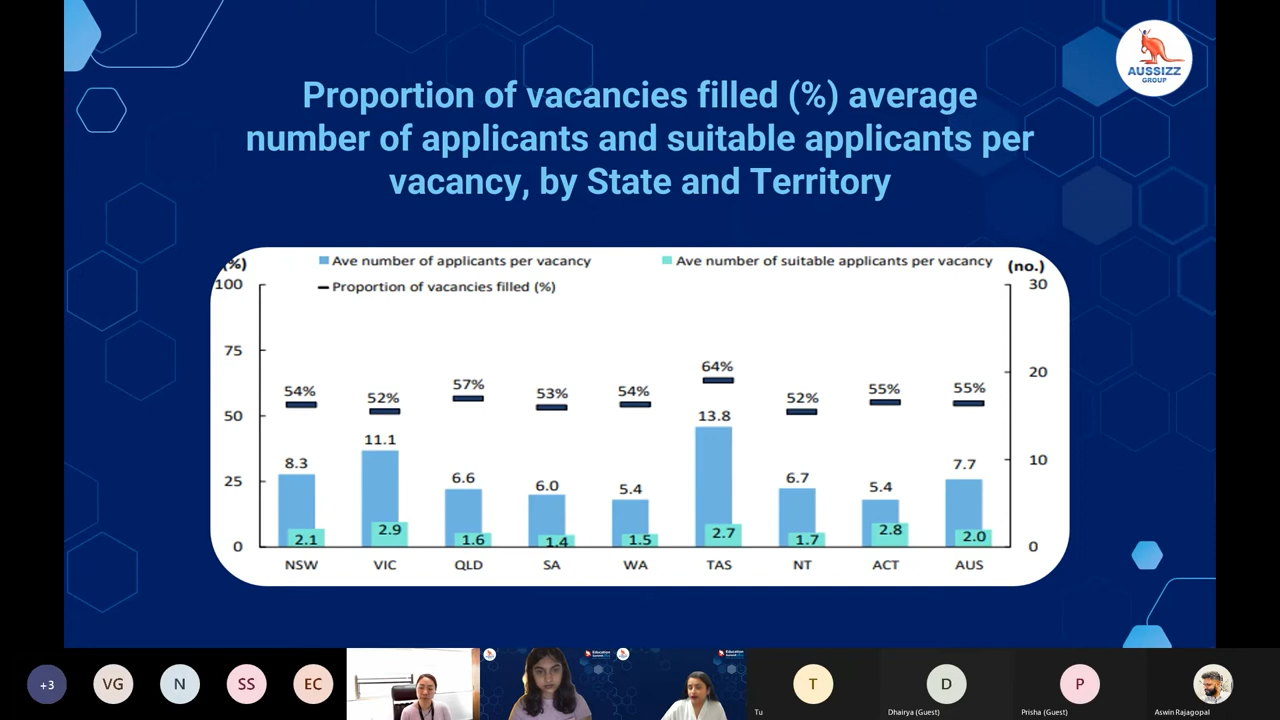 AUSSIZZ
GROUP
Proportion of vacancies filled (%) average
number of applicants and suitable applicants per
vacancy, by State and Territory
(%)
Ave number of applicants per vacancy
Ave number of suitable applicants per vacancy
(no.)
Proportion of vacancies filled (%)
100
75
50
25
0
30
20
10
0
54%
52%
57%
53%
54%
64%
52%
55%
55%
8.3
11.1
6.6
6.0
5.4
13.8
6.7
5.4
7.7
2.1
2.9
1.6
1.4
1.5
2.7
1.7
2.8
2.0
NSW
VIC
QLD
SA
WA
TAS
NT
ACT
AUS
+3
VG
N
SS
EC
T
D
P
Tu
Dhairya (Guest)
Prisha (Guest)
Aswin Rajagopal